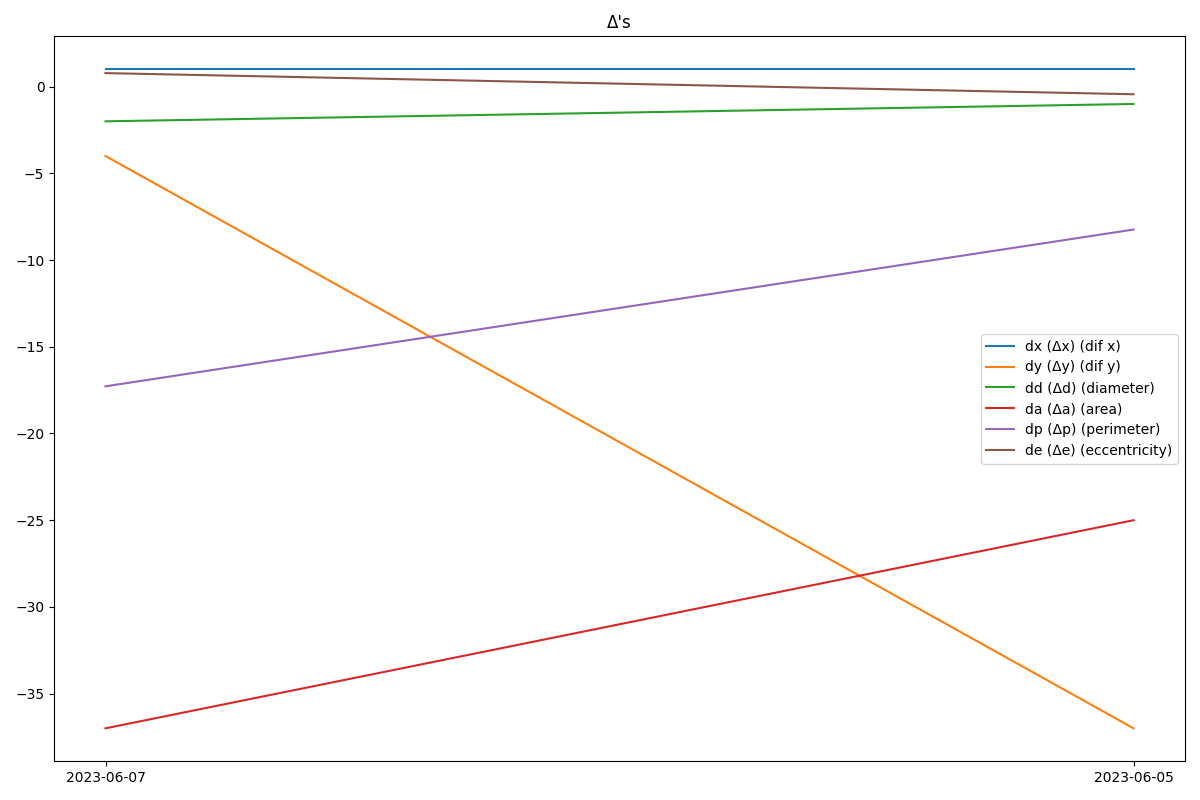 Δ's
0
−5
−10
−15
−20
−25
−30
−35
dx (Δx) (dif x)
dy (Δy) (dif y)
dd (Δd) (diameter)
da (Δa) (area)
dp (Δp) (perimeter)
de (Δe) (eccentricity)
2023-06-07
2023-06-05